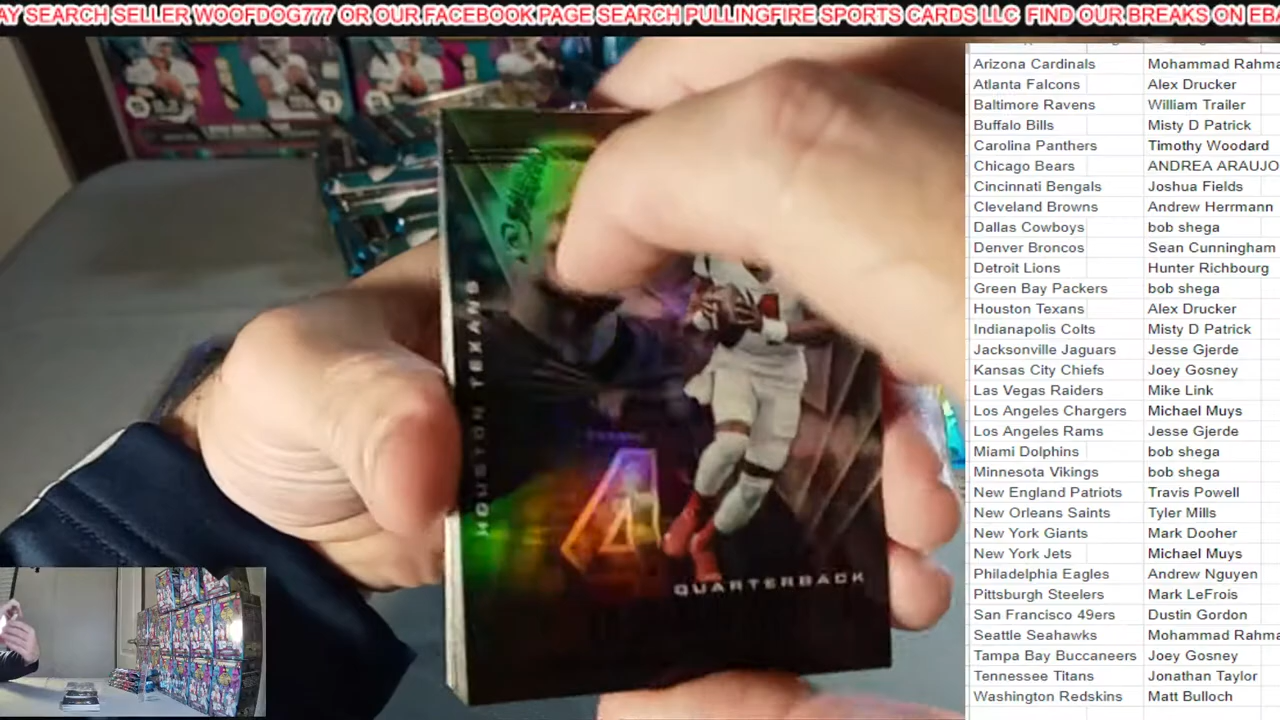 AY SEARCH SELLER WOOFDOG777 OR OUR FACEBOOK PAGE SEARCH PULLINGFIRE SPORTS CARDS LLC FIND OUR BREAKS ON EBA
HOUSTON TEXANS
QUARTERBACK
Arizona Cardinals Mohammad Rahma
Atlanta Falcons Alex Drucker
Baltimore Ravens William Trailer
Buffalo Bills Misty D Patrick
Carolina Panthers Timothy Woodard
Chicago Bears ANDREA ARAUJO
Cincinnati Bengals Joshua Fields
Cleveland Browns Andrew Herrmann
Dallas Cowboys bob shega
Denver Broncos Sean Cunningham
Detroit Lions Hunter Richbourg
Green Bay Packers bob shega
Houston Texans Alex Drucker
Indianapolis Colts Misty D Patrick
Jacksonville Jaguars Jesse Gjerde
Kansas City Chiefs Joey Gosney
Las Vegas Raiders Mike Link
Los Angeles Chargers Michael Muys
Los Angeles Rams Jesse Gjerde
Miami Dolphins bob shega
Minnesota Vikings bob shega
New England Patriots Travis Powell
New Orleans Saints Tyler Mills
New York Giants Mark Dooher
New York Jets Michael Muys
Philadelphia Eagles Andrew Nguyen
Pittsburgh Steelers Mark LeFrois
San Francisco 49ers Dustin Gordon
Seattle Seahawks Mohammad Rahma
Tampa Bay Buccaneers Joey Gosney
Tennessee Titans Jonathan Taylor
Washington Redskins Matt Bulloch